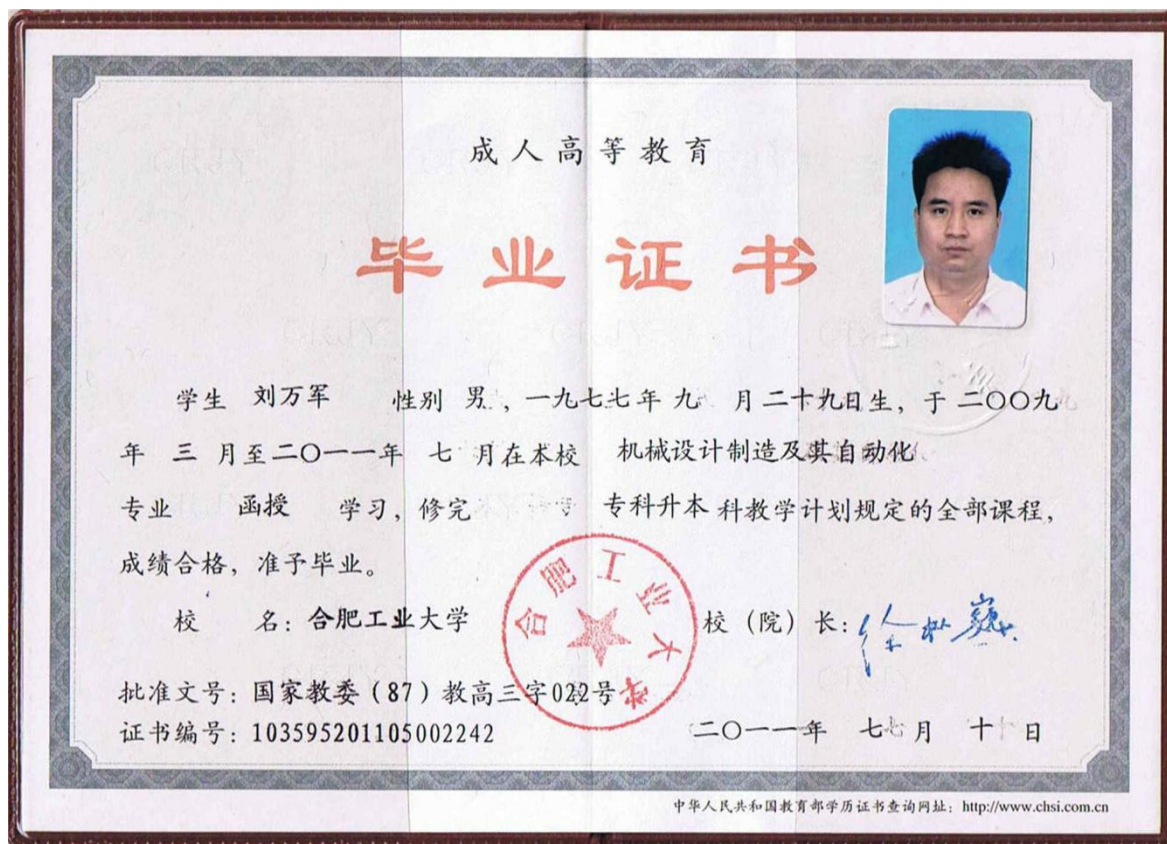 成人高等教育
毕业证书
学生 刘万军 性别 男，一九七七年 九 月二十九日生，于 二〇〇九
年 三 月至二〇一一年 七 月在本校 机械设计制造及其自动化
专业 函授 学习，修完 专科升本 科教学计划规定的全部课程，
成绩合格，准予毕业。
校 名：合肥工业大学 校（院）长：
合肥工业大学
批准文号：国家教委（87）教高三字022号
证书编号：103595201105002242 二〇一一年 七 月 十 日
中华人民共和国教育部学历证书查询网址：http://www.chsi.com.cn